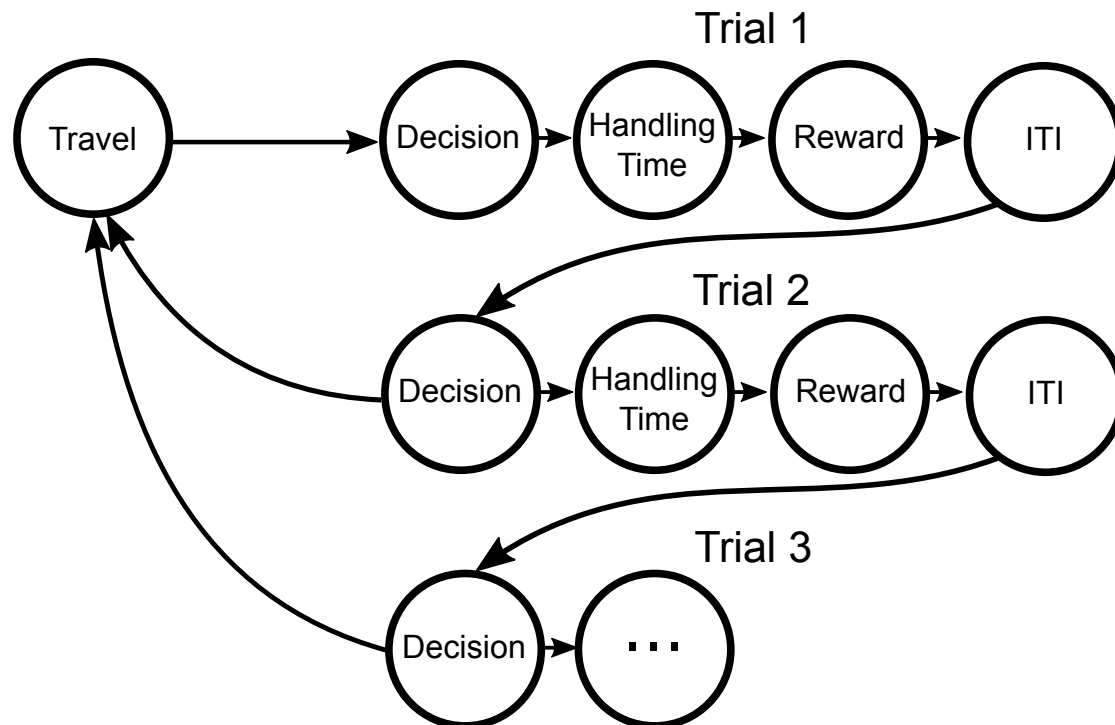 Trial 1
Travel
Decision
Handling
Time
Reward
ITI
Trial 2
Decision
Handling
Time
Reward
ITI
Trial 3
Decision
...